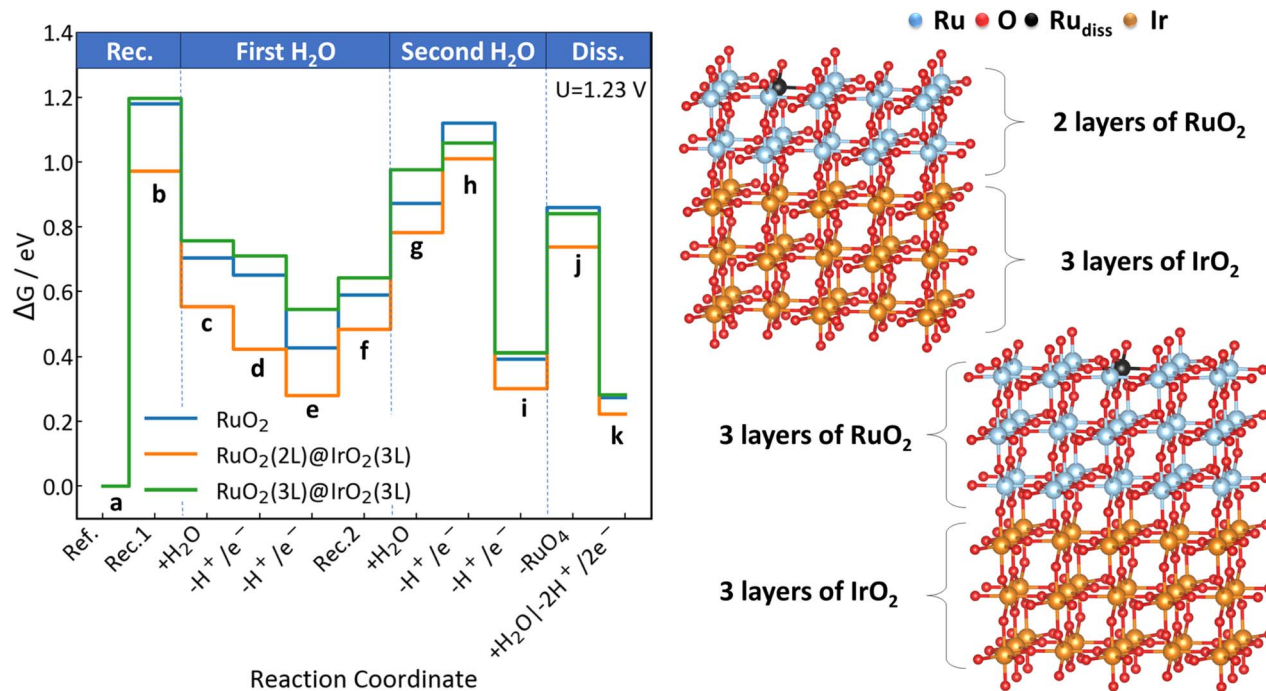 Rec.
First H₂O
Second H₂O
Diss.
U=1.23 V
1.4
1.2
1.0
0.8
0.6
0.4
0.2
0.0
ΔG / eV
a
b
c
d
e
f
g
h
i
j
k
RuO₂
RuO₂(2L)@IrO₂(3L)
RuO₂(3L)@IrO₂(3L)
Ref.
Rec.1
+H₂O
-H⁺/e⁻
-H⁺/e⁻
Rec.2
+H₂O
-H⁺/e⁻
-H⁺/e⁻
-RuO₄
+H₂O|-2H⁺/2e⁻
Reaction Coordinate
Ru O Ru_diss Ir
2 layers of RuO₂
3 layers of IrO₂
3 layers of RuO₂
3 layers of IrO₂